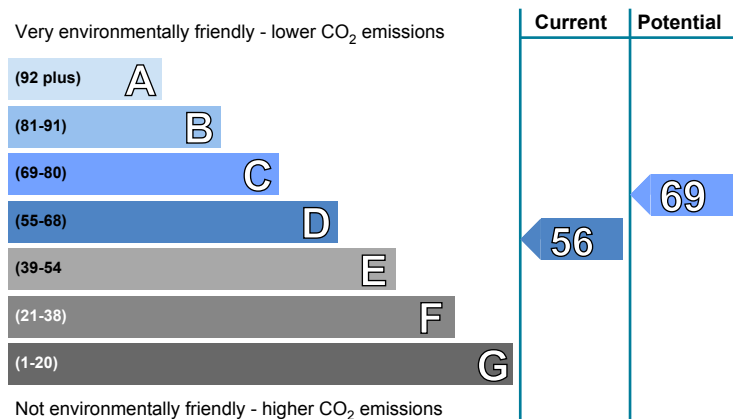 Current Potential
Very environmentally friendly - lower CO₂ emissions
(92 plus) A
(81-91) B
(69-80) C
69
(55-68) D
56
(39-54 E
(21-38) F
(1-20) G
Not environmentally friendly - higher CO₂ emissions